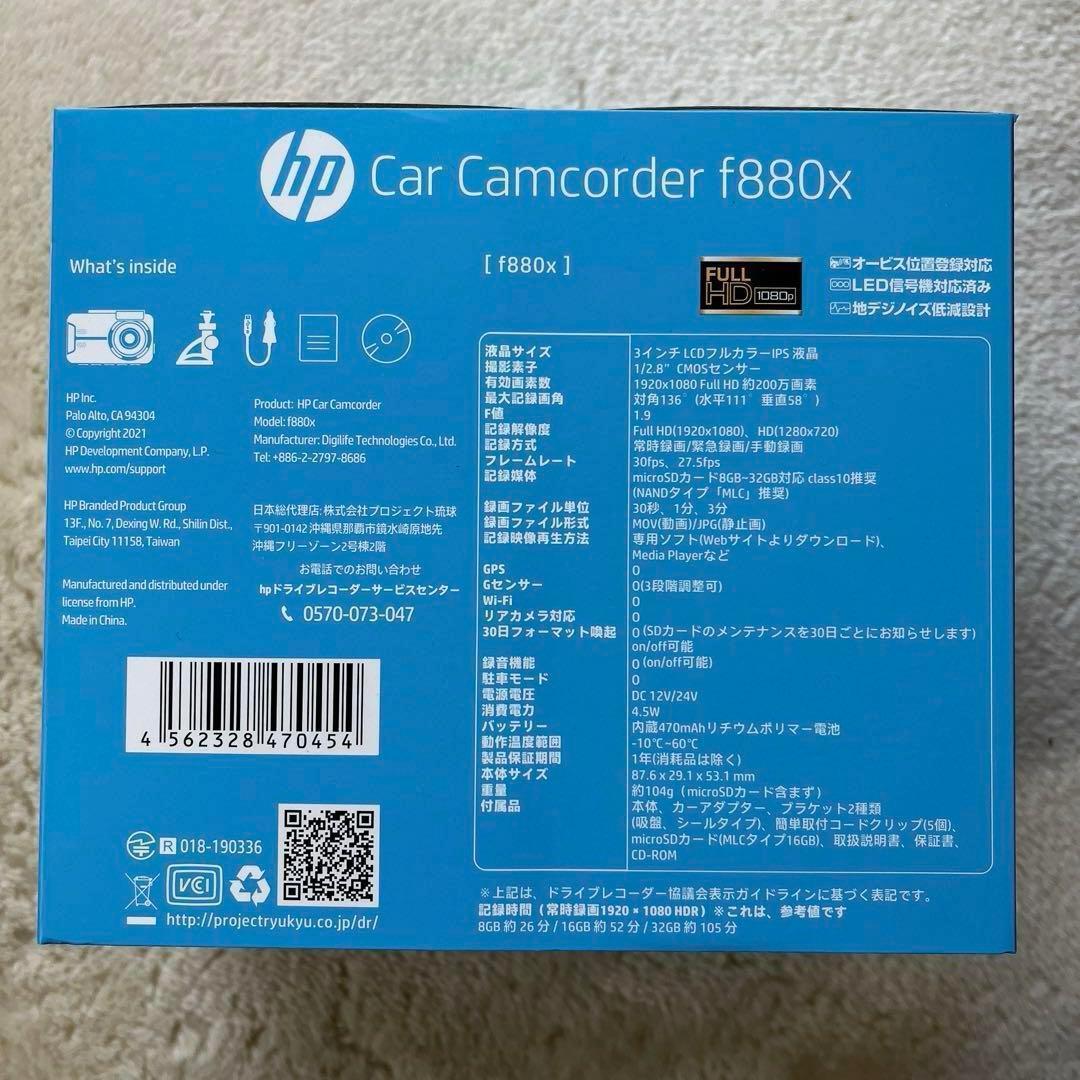 hp Car Camcorder f880x
What's inside
[ f880x ]
FULL
HD 1080p
オービス位置登録対応
LED信号機対応済み
地デジノイズ低減設計
HP Inc.
Palo Alto, CA 94304
© Copyright 2021
HP Development Company, L.P.
www.hp.com/support
Product: HP Car Camcorder
Model: f880x
Manufacturer: Digilife Technologies Co., Ltd.
Tel: +886-2-2797-8686
HP Branded Product Group
13F., No. 7, Dexing W. Rd., Shilin Dist.,
Taipei City 11158, Taiwan
日本総代理店: 株式会社プロジェクト琉球
〒901-0142 沖縄県那覇市鏡水崎原地先
沖縄フリーゾーン2号棟2階
お電話でのお問い合わせ
hpドライブレコーダーサービスセンター
0570-073-047
Manufactured and distributed under
license from HP.
Made in China.
4 562328 470454
R 018-190336
VCI
http://projectryukyu.co.jp/dr/
液晶サイズ 3インチ LCDフルカラーIPS 液晶
撮影素子 1/2.8" CMOSセンサー
有効画素数 1920x1080 Full HD 約200万画素
最大記録画角 対角136°(水平111° 垂直58°)
F値 1.9
記録解像度 Full HD(1920x1080)、HD(1280x720)
記録方式 常時録画/緊急録画/手動録画
フレームレート 30fps、27.5fps
記録媒体 microSDカード8GB~32GB対応 class10推奨
(NANDタイプ「MLC」推奨)
録画ファイル単位 30秒、1分、3分
録画ファイル形式 MOV(動画)/JPG(静止画)
記録映像再生方法 専用ソフト(Webサイトよりダウンロード)、
Media Playerなど
GPS 0
Gセンサー 0(3段階調整可)
Wi-Fi 0
リアカメラ対応 0
30日フォーマット喚起 0 (SDカードのメンテナンスを30日ごとにお知らせします)
on/off可能
録音機能 0 (on/off可能)
駐車モード 0
電源電圧 DC 12V/24V
消費電力 4.5W
バッテリー 内蔵470mAhリチウムポリマー電池
動作温度範囲 -10℃~60℃
製品保証期間 1年(消耗品は除く)
本体サイズ 87.6 x 29.1 x 53.1 mm
重量 約104g（microSDカード含まず）
付属品 本体、カーアダプター、ブラケット2種類
(吸盤、シールタイプ)、簡単取付コードクリップ(5個)、
microSDカード(MLCタイプ16GB)、取扱説明書、保証書、
CD-ROM
※上記は、ドライブレコーダー協議会表示ガイドラインに基づく表記です。
記録時間（常時録画1920×1080 HDR）※これは、参考値です
8GB 約 26 分 / 16GB 約 52 分 / 32GB 約 105 分